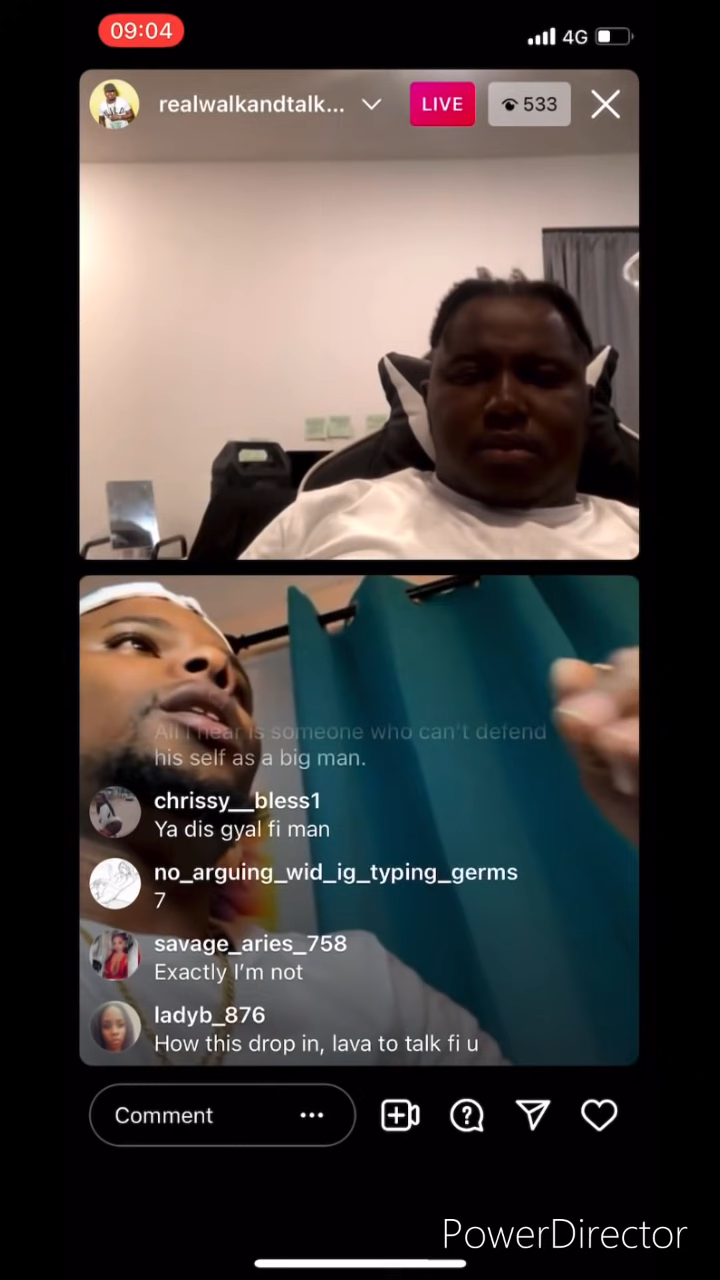 09:04
4G
realwalkandtalk...
LIVE
533
All I hear is someone who can't defend
his self as a big man.
chrissy__bless1
Ya dis gyal fi man
no_arguing_wid_ig_typing_germs
7
savage_aries_758
Exactly I'm not
ladyb_876
How this drop in, lava to talk fi u
Comment
PowerDirector